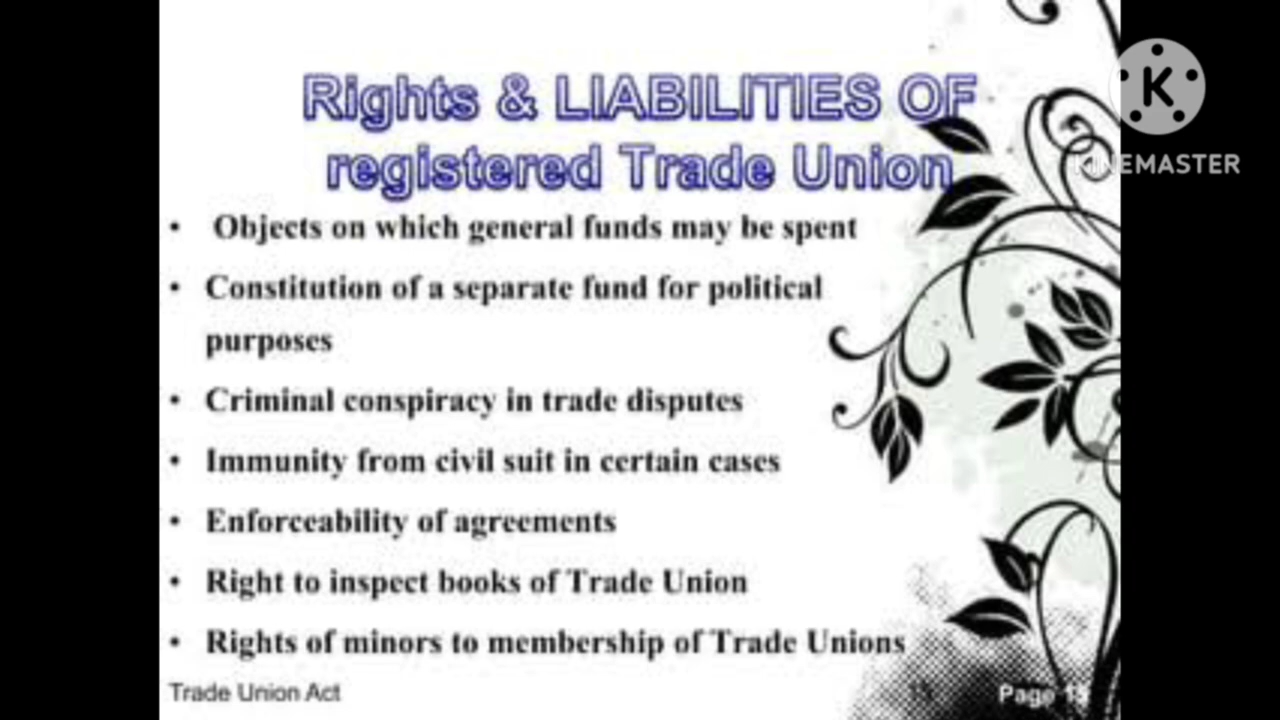 Rights & LIABILITIES OF
registered Trade Union
• Objects on which general funds may be spent
• Constitution of a separate fund for political
purposes
• Criminal conspiracy in trade disputes
• Immunity from civil suit in certain cases
• Enforceability of agreements
• Right to inspect books of Trade Union
• Rights of minors to membership of Trade Unions
Trade Union Act
15
Page 15
K
KINEMASTER